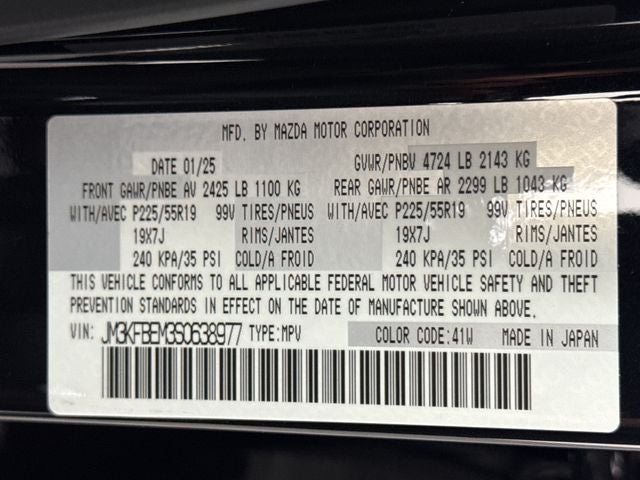 MFD. BY MAZDA MOTOR CORPORATION
DATE 01/25 GVWR/PNBV 4724 LB 2143 KG
FRONT GAWR/PNBE AV 2425 LB 1100 KG REAR GAWR/PNBE AR 2299 LB 1043 KG
WITH/AVEC P225/55R19 99V TIRES/PNEUS WITH/AVEC P225/55R19 99V TIRES/PNEUS
19X7J RIMS/JANTES 19X7J RIMS/JANTES
240 KPA/35 PSI COLD/A FROID 240 KPA/35 PSI COLD/A FROID
THIS VEHICLE CONFORMS TO ALL APPLICABLE FEDERAL MOTOR VEHICLE SAFETY AND THEFT
PREVENTION STANDARDS IN EFFECT ON THE DATE OF MANUFACTURE SHOWN ABOVE.
VIN: JM3KFBEM3S0638977 TYPE:MPV COLOR CODE:41W MADE IN JAPAN